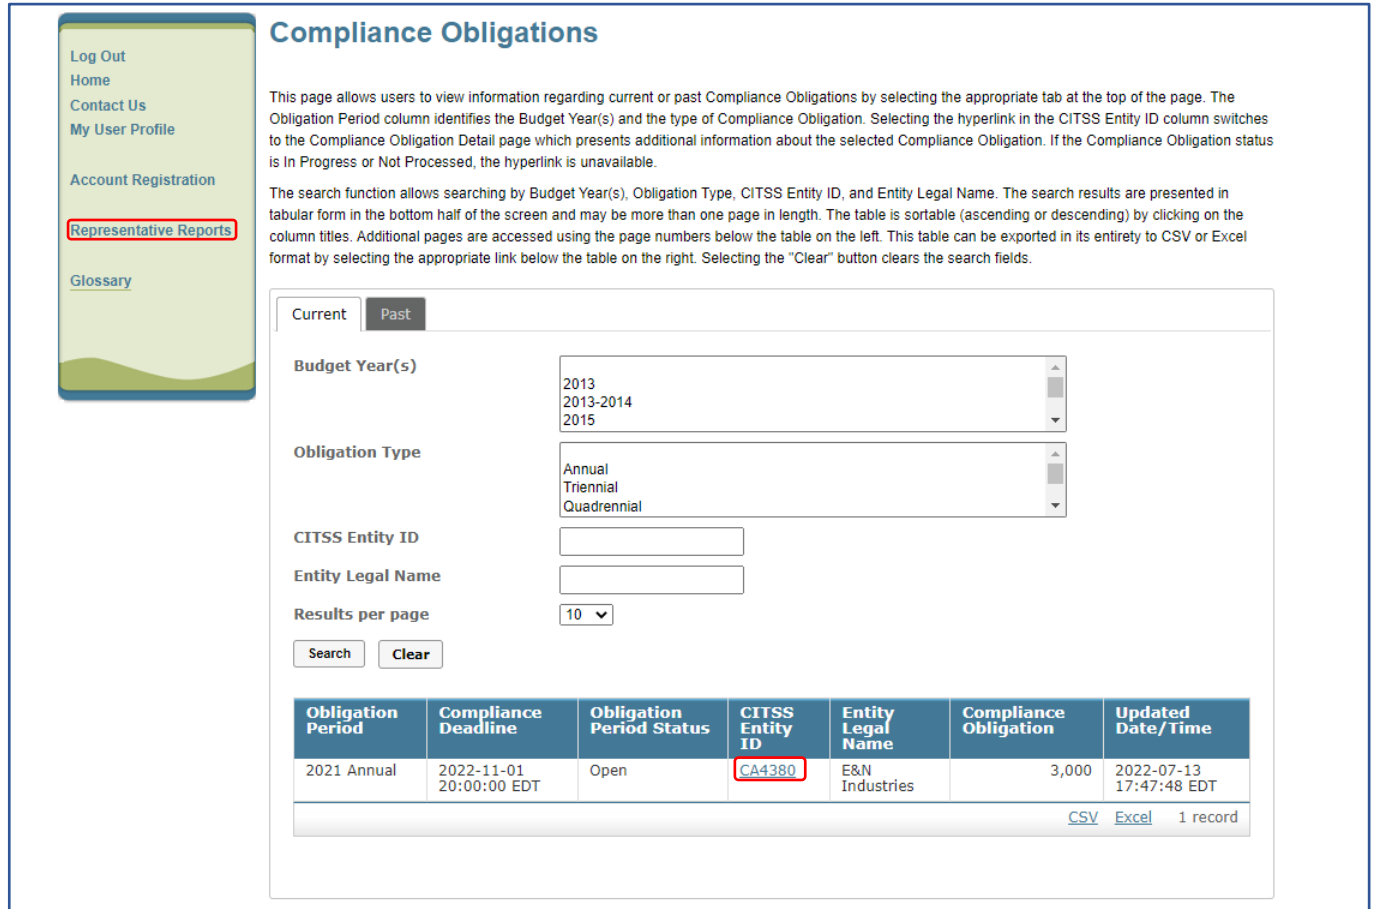 Compliance Obligations
Log Out
Home
Contact Us
My User Profile
Account Registration
Representative Reports
Glossary
This page allows users to view information regarding current or past Compliance Obligations by selecting the appropriate tab at the top of the page. The
Obligation Period column identifies the Budget Year(s) and the type of Compliance Obligation. Selecting the hyperlink in the CITSS Entity ID column switches
to the Compliance Obligation Detail page which presents additional information about the selected Compliance Obligation. If the Compliance Obligation status
is In Progress or Not Processed, the hyperlink is unavailable.
The search function allows searching by Budget Year(s), Obligation Type, CITSS Entity ID, and Entity Legal Name. The search results are presented in
tabular form in the bottom half of the screen and may be more than one page in length. The table is sortable (ascending or descending) by clicking on the
column titles. Additional pages are accessed using the page numbers below the table on the left. This table can be exported in its entirety to CSV or Excel
format by selecting the appropriate link below the table on the right. Selecting the "Clear" button clears the search fields.
Current Past
Budget Year(s)
2013
2013-2014
2015
Obligation Type
Annual
Triennial
Quadrennial
CITSS Entity ID
Entity Legal Name
Results per page 10
Search Clear
Obligation Period Compliance Deadline Obligation Period Status CITSS Entity ID Entity Legal Name Compliance Obligation Updated Date/Time
2021 Annual 2022-11-01 20:00:00 EDT Open CA4380 E&N Industries 3,000 2022-07-13 17:47:48 EDT
CSV Excel 1 record